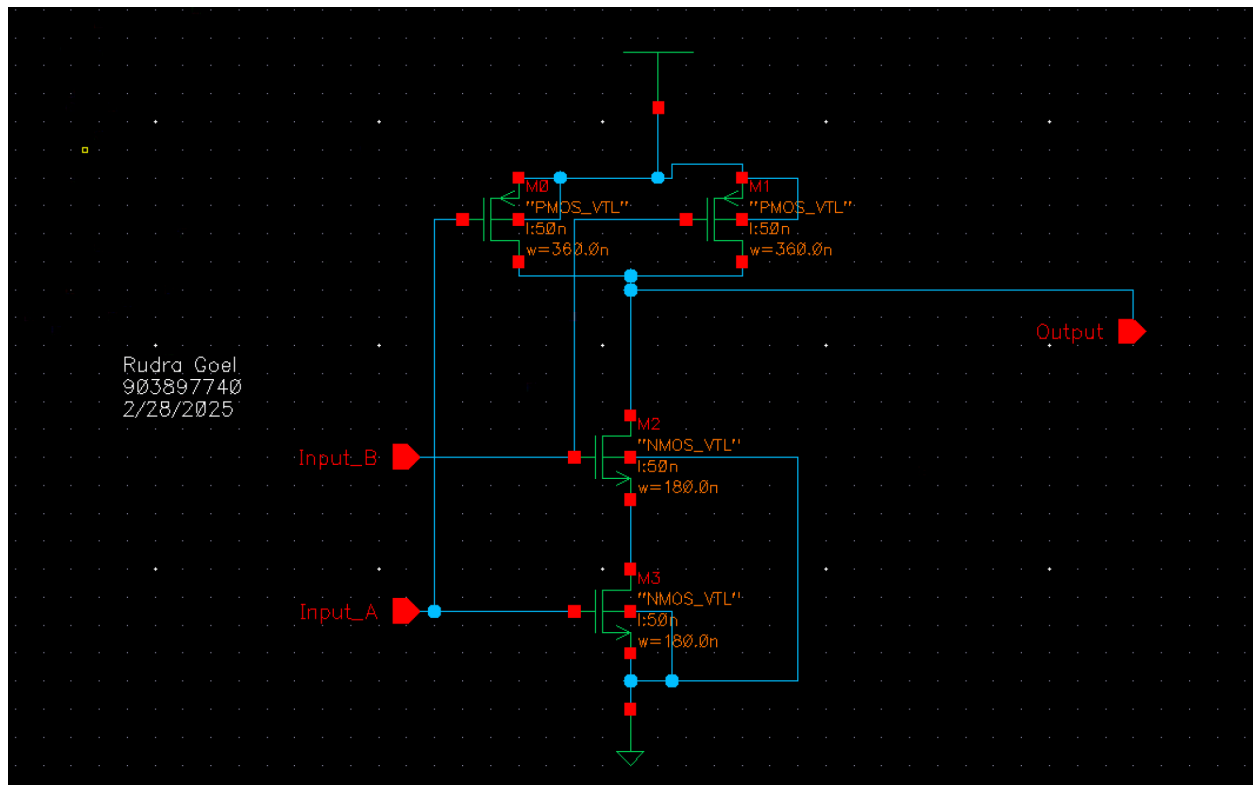 M0
"PMOS_VTL"
l:50n
w=360.0n
M1
"PMOS_VTL"
l:50n
w=360.0n
Output
Rudra Goel
903897740
2/28/2025
M2
"NMOS_VTL"
l:50n
w=180.0n
Input_B
M3
"NMOS_VTL"
l:50n
w=180.0n
Input_A